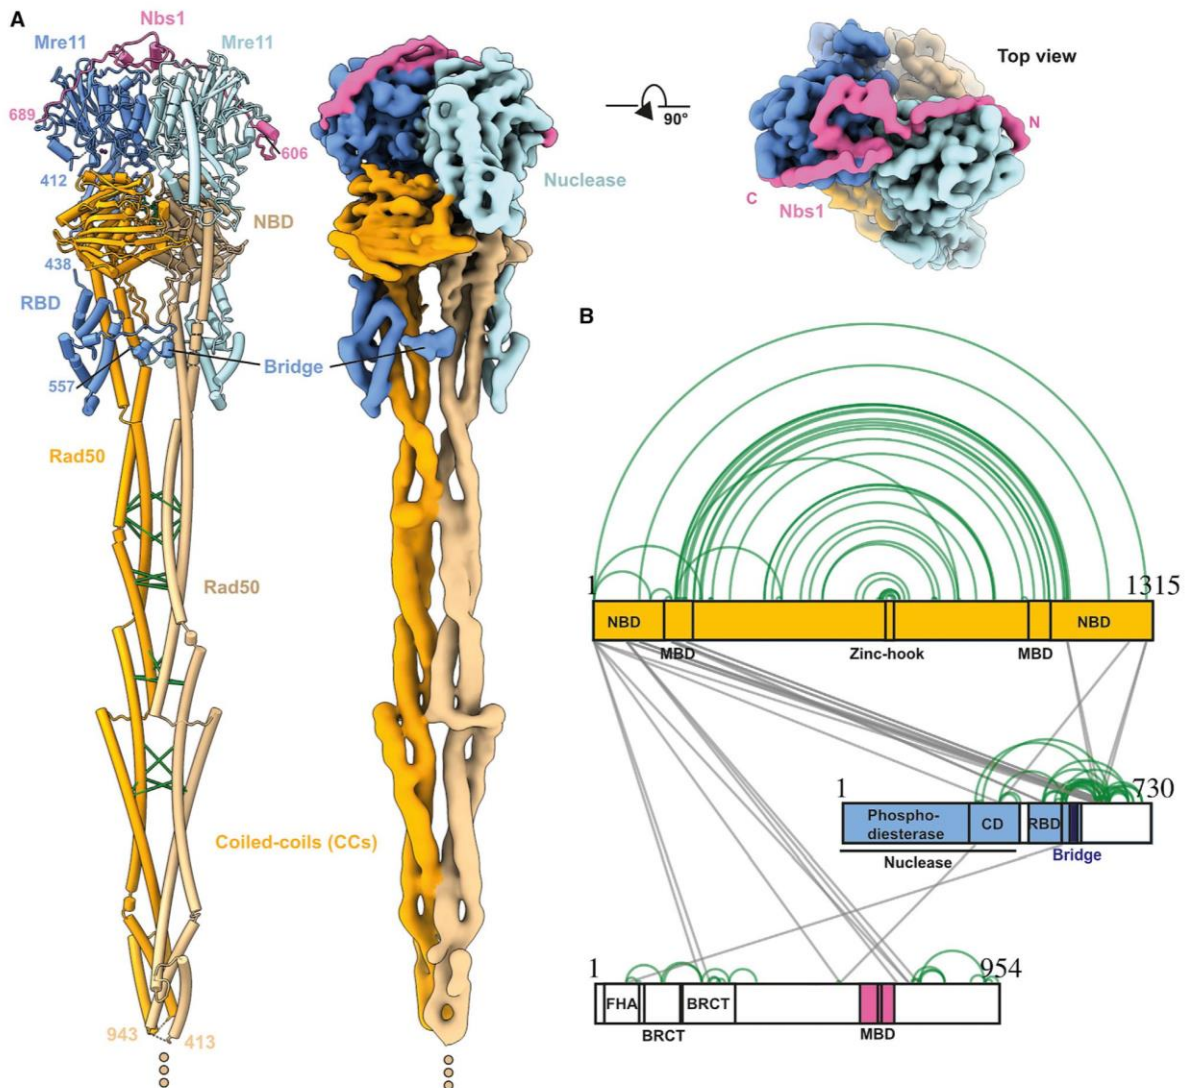 A
Nbs1
Mre11
Mre11
689
606
412
NBD
438
RBD
Bridge
557
Rad50
Rad50
Coiled-coils (CCs)
943
413
Nuclease
90°
Top view
N
C
Nbs1
B
1
1315
NBD
NBD
MBD
Zinc-hook
MBD
1
730
Phospho-
diesterase
CD
RBD
Nuclease
Bridge
1
954
FHA
BRCT
BRCT
MBD